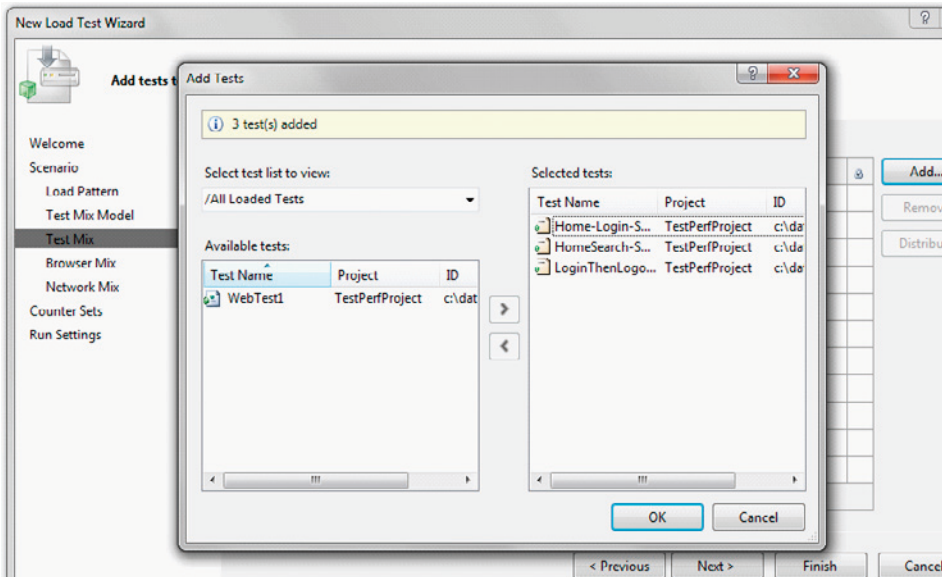 New Load Test Wizard
Add tests t
Add Tests
3 test(s) added
Welcome
Scenario
Load Pattern
Test Mix Model
Test Mix
Browser Mix
Network Mix
Counter Sets
Run Settings
Select test list to view:
/All Loaded Tests
Available tests:
Test Name Project ID
WebTest1 TestPerfProject c:\dat
Selected tests:
Test Name Project ID
Home-Login-S... TestPerfProject c:\da
HomeSearch-S... TestPerfProject c:\da
LoginThenLogo... TestPerfProject c:\da
OK Cancel
Add...
Remov
Distribu
< Previous Next > Finish Cancel